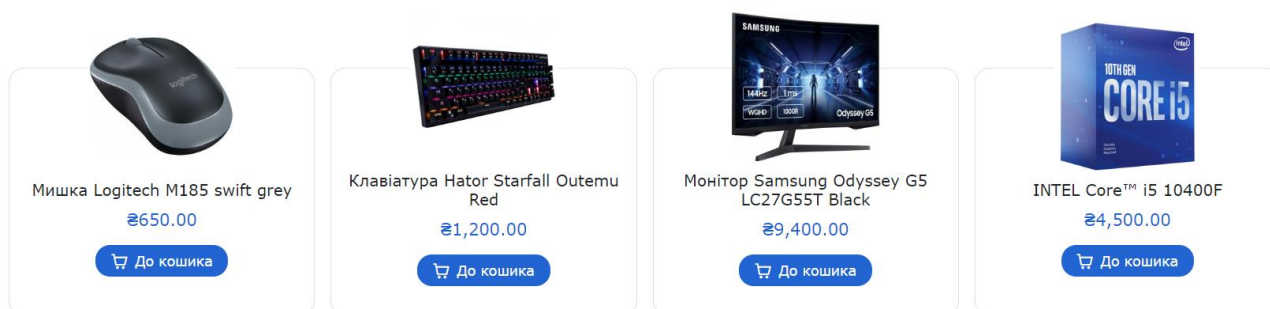 logitech
Мишка Logitech M185 swift grey
₴650.00
До кошика
Клавіатура Hator Starfall Outemu
Red
₴1,200.00
До кошика
SAMSUNG
144Hz
1ms
WQHD
1000R
Odyssey G5
Монітор Samsung Odyssey G5
LC27G55T Black
₴9,400.00
До кошика
intel
10TH GEN
CORE i5
INTEL Core™ i5 10400F
₴4,500.00
До кошика